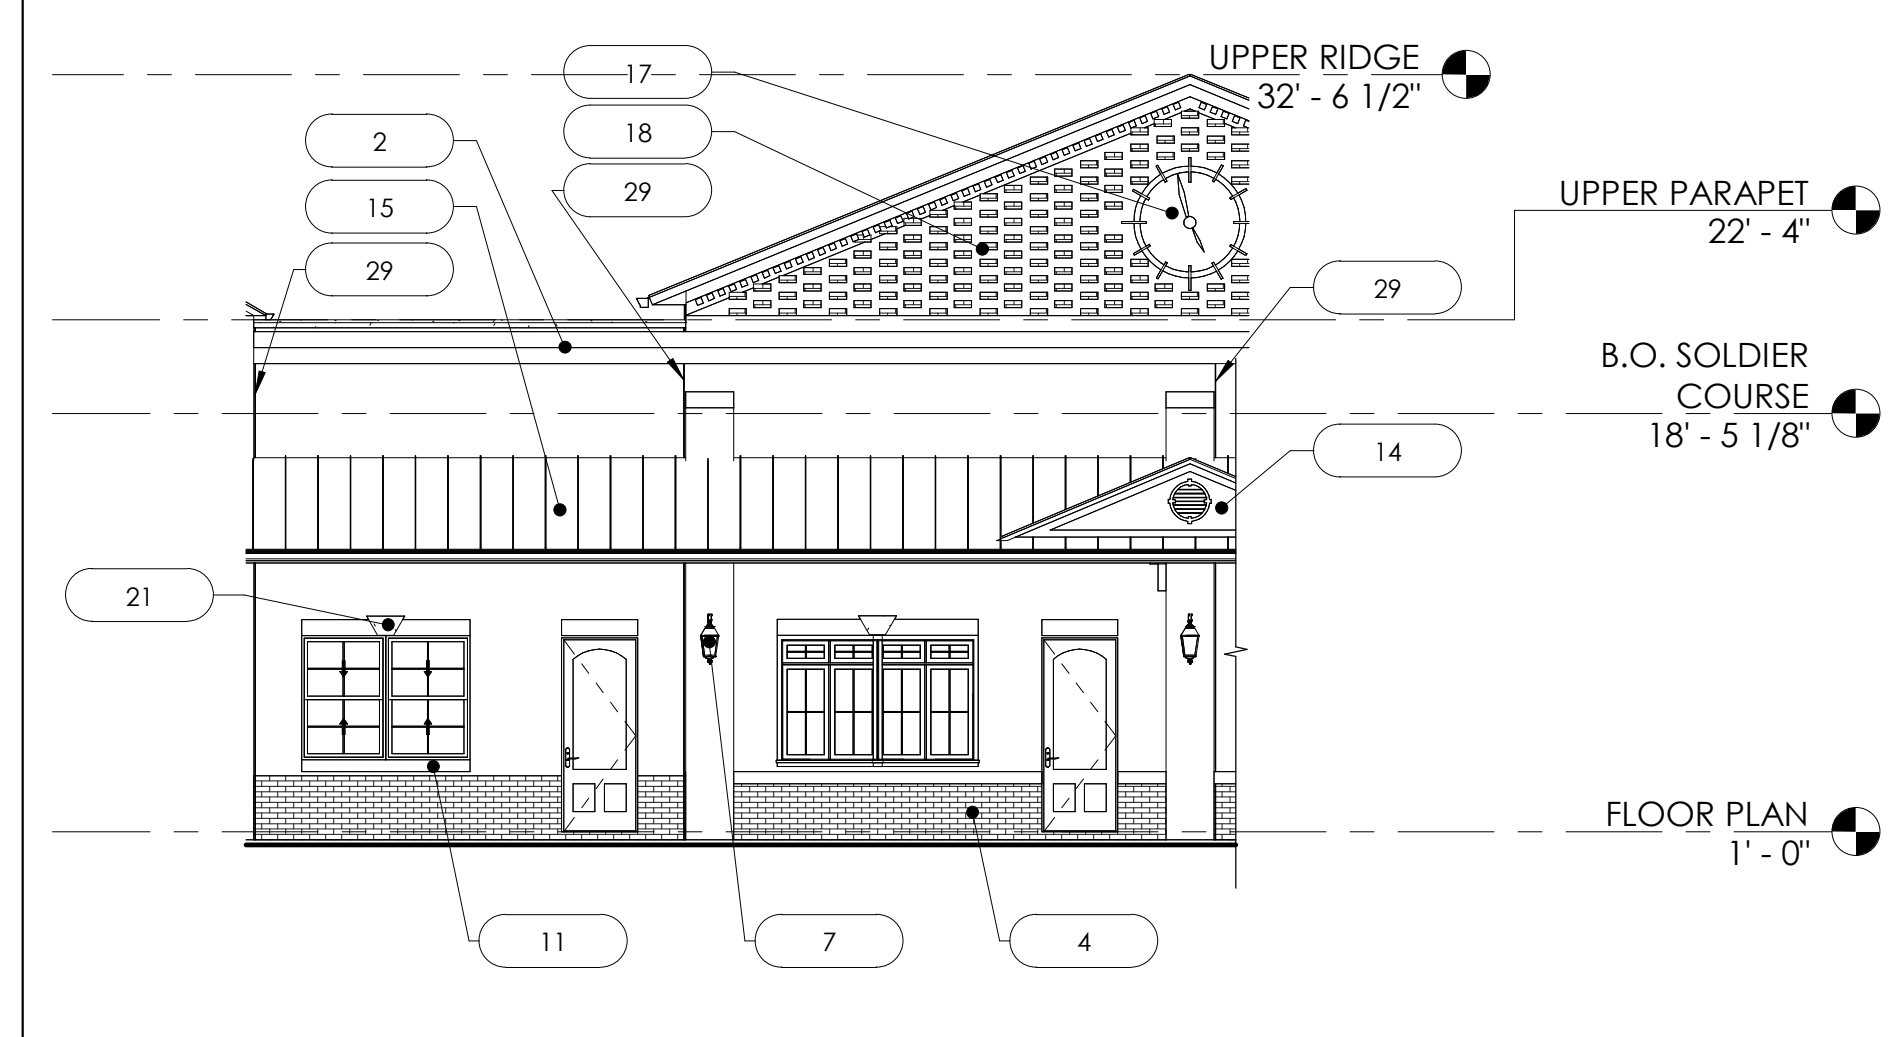 17
UPPER RIDGE
32' - 6 1/2"
2
18
15
29
UPPER PARAPET
22' - 4"
29
29
B.O. SOLDIER
COURSE
18' - 5 1/8"
14
21
FLOOR PLAN
1' - 0"
11
7
4